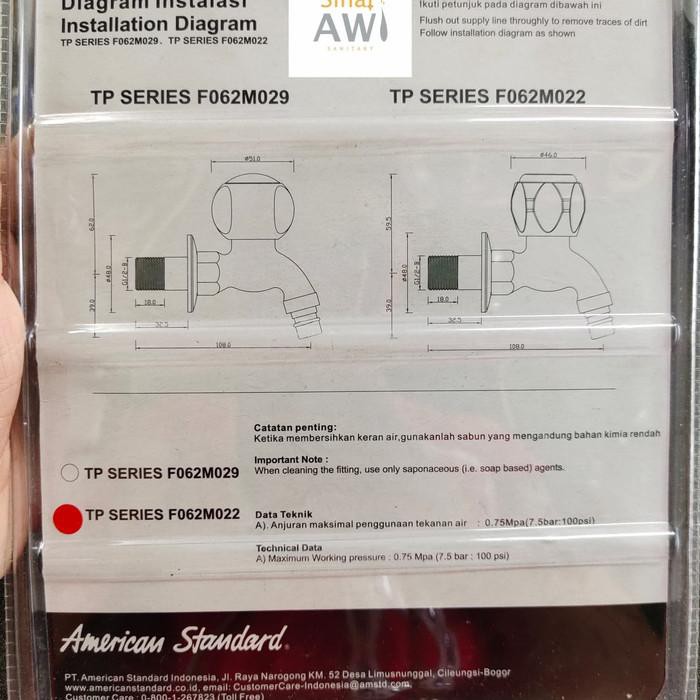 Diagram Instalasi
Installation Diagram
TP SERIES F062M029. TP SERIES F062M022
Sinar
AWI
SANITARY
Ikuti petunjuk pada diagram dibawah ini
Flush out supply line throughly to remove traces of dirt
Follow installation diagram as shown
TP SERIES F062M029
TP SERIES F062M022
ø51.0
62.0
39.0
ø48.0
G1/2-B
18.0
32.5
108.0
ø46.0
59.5
39.0
ø48.0
G1/2-B
18.0
32.5
108.0
Catatan penting:
Ketika membersihkan keran air,gunakanlah sabun yang mengandung bahan kimia rendah
Important Note :
When cleaning the fitting, use only saponaceous (i.e. soap based) agents.
TP SERIES F062M029
TP SERIES F062M022
Data Teknik
A). Anjuran maksimal penggunaan tekanan air : 0.75Mpa(7.5bar:100psi)
Technical Data
A) Maximum Working pressure : 0.75 Mpa (7.5 bar : 100 psi)
American Standard
PT. American Standard Indonesia, Jl. Raya Narogong KM. 52 Desa Limusnunggal, Cileungsi-Bogor
www.americanstandard.co.id, email: CustomerCare-Indonesia@amstd.com,
Customer Care : 0-800-1-267823 (Toll Free)